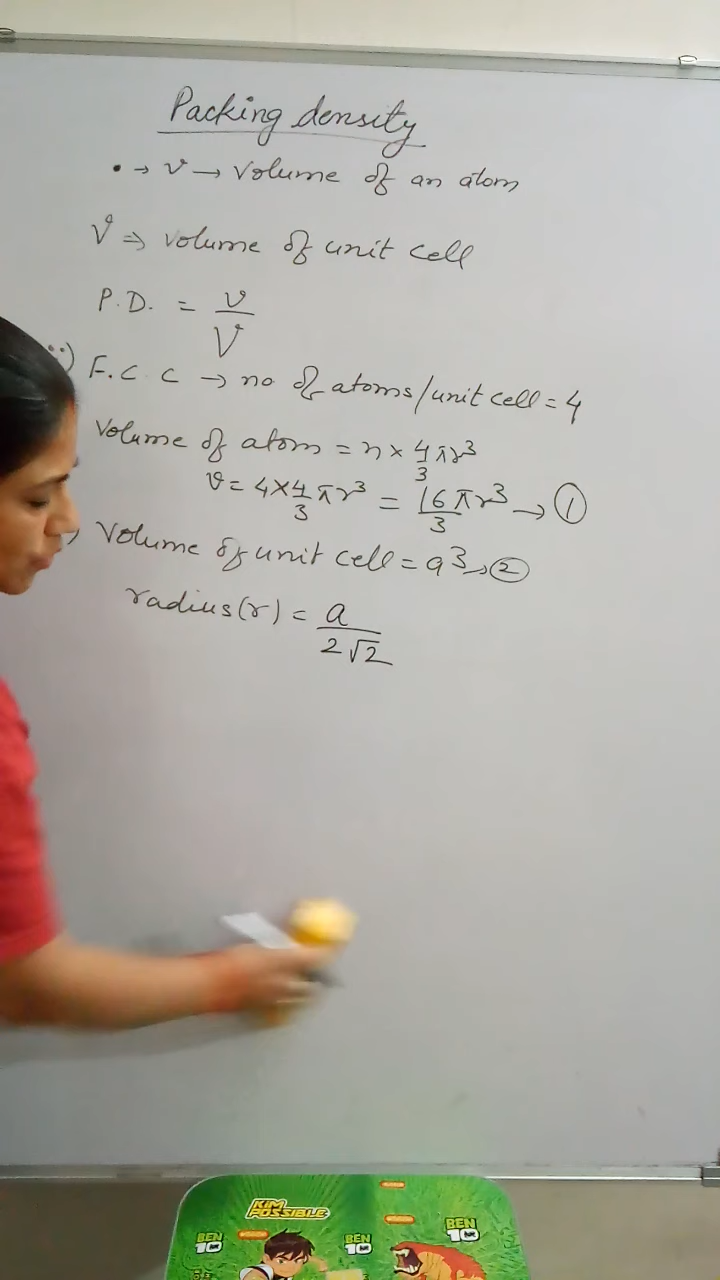 Packing density
• → v → Volume of an atom
V ⇒ volume of unit cell
P.D. = v/V
ii) F.C.C → no of atoms/unit cell = 4
Volume of atom = n × 4/3 πr³
v = 4×4/3 πr³ = 16/3 πr³ → ①
Volume of unit cell = a³ → ②
radius(r) = a/2√2
KIM POSSIBLE
BEN 10
BEN 10
BEN 10